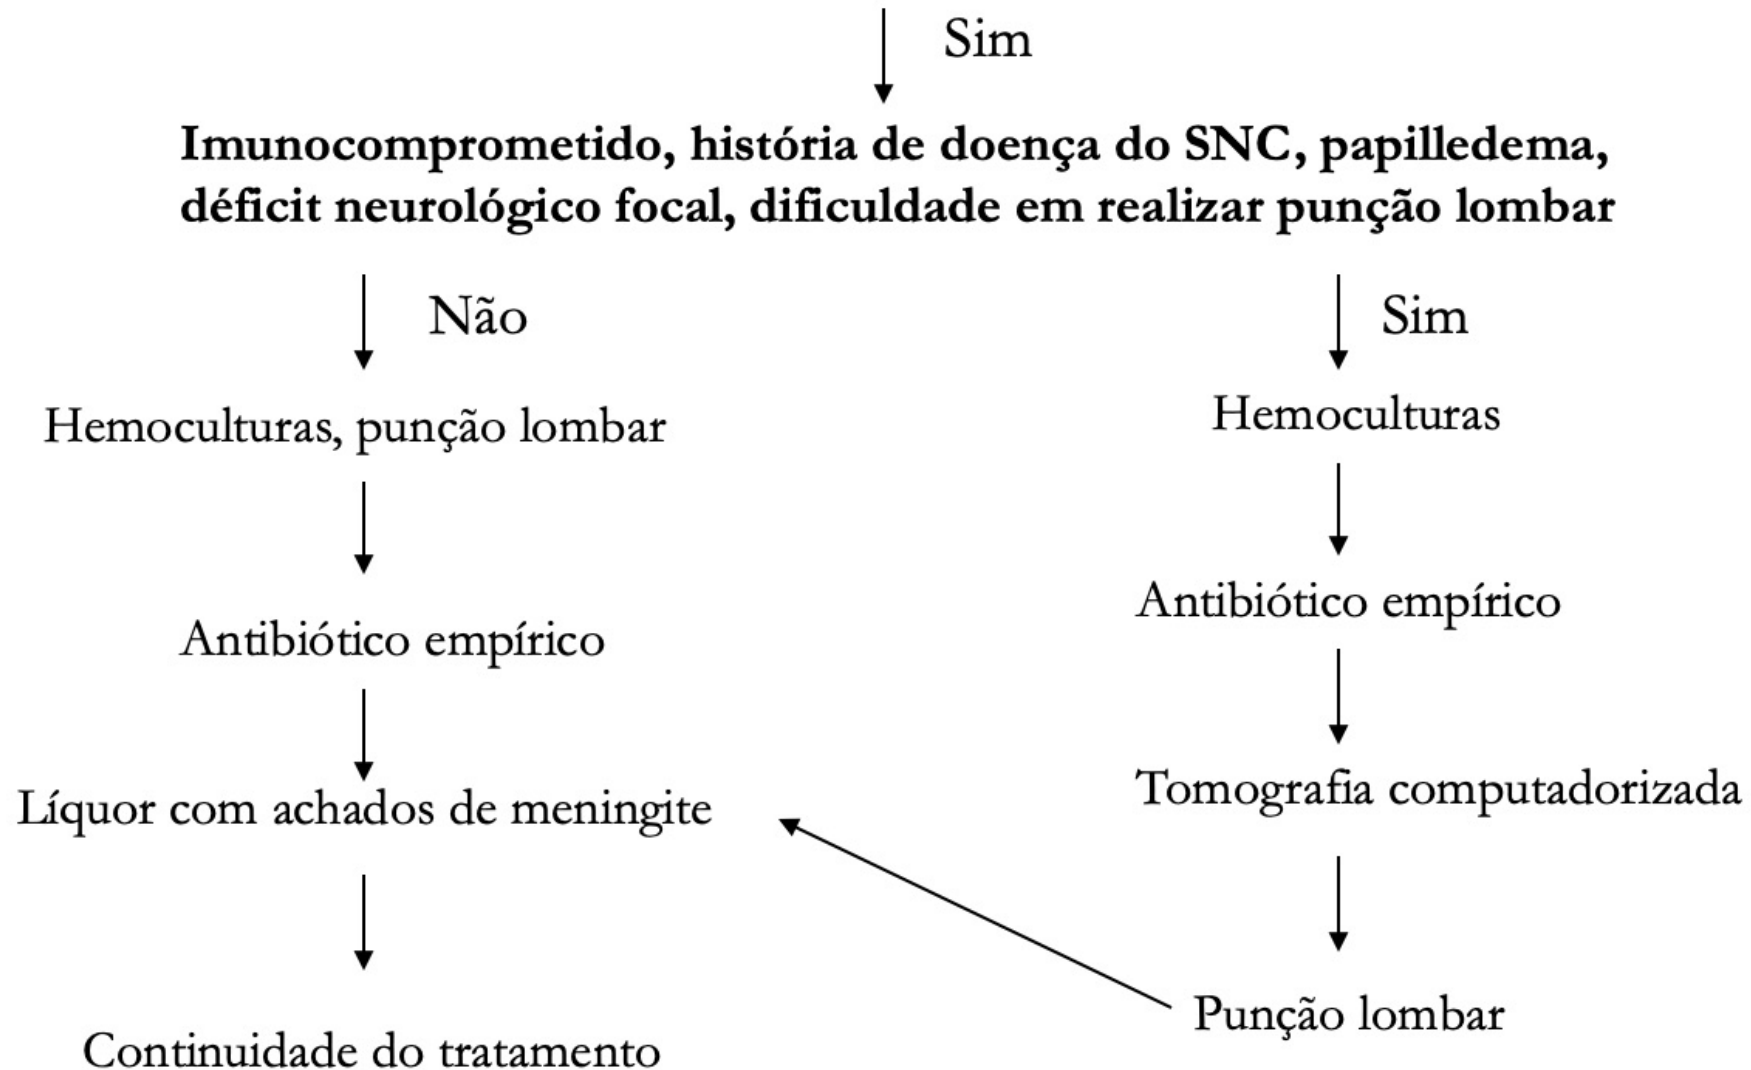 Sim
Imunocomprometido, história de doença do SNC, papilledema,
déficit neurológico focal, dificuldade em realizar punção lombar
Não
Sim
Hemoculturas, punção lombar
Hemoculturas
Antibiótico empírico
Antibiótico empírico
Líquor com achados de meningite
Tomografia computadorizada
Punção lombar
Continuidade do tratamento